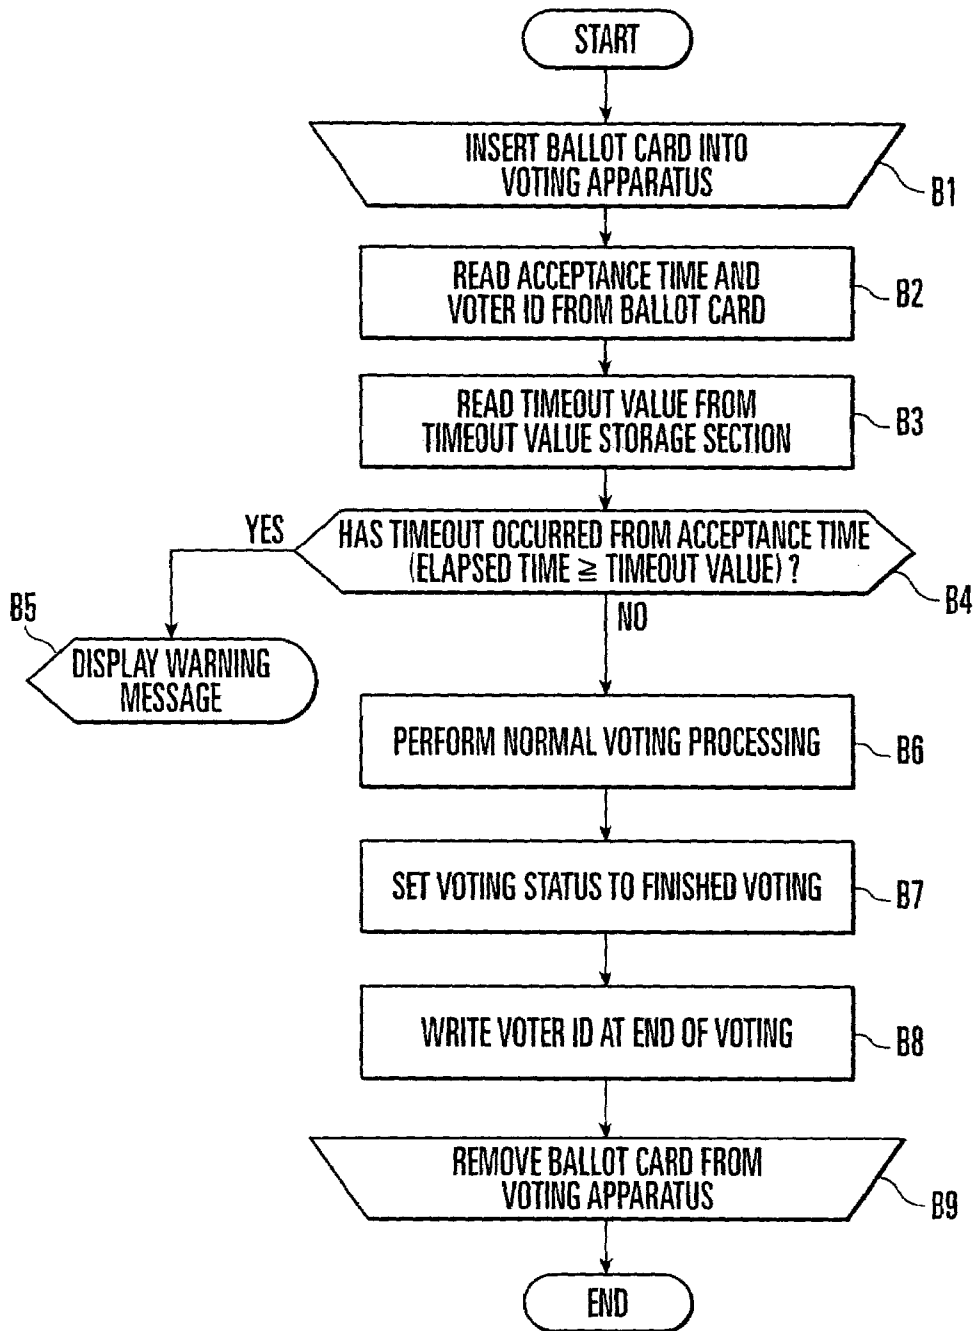 START
INSERT BALLOT CARD INTO
VOTING APPARATUS
B1
READ ACCEPTANCE TIME AND
VOTER ID FROM BALLOT CARD
B2
READ TIMEOUT VALUE FROM
TIMEOUT VALUE STORAGE SECTION
B3
YES
HAS TIMEOUT OCCURRED FROM ACCEPTANCE TIME
(ELAPSED TIME ≧ TIMEOUT VALUE) ?
B4
NO
B5
DISPLAY WARNING
MESSAGE
PERFORM NORMAL VOTING PROCESSING
B6
SET VOTING STATUS TO FINISHED VOTING
B7
WRITE VOTER ID AT END OF VOTING
B8
REMOVE BALLOT CARD FROM
VOTING APPARATUS
B9
END